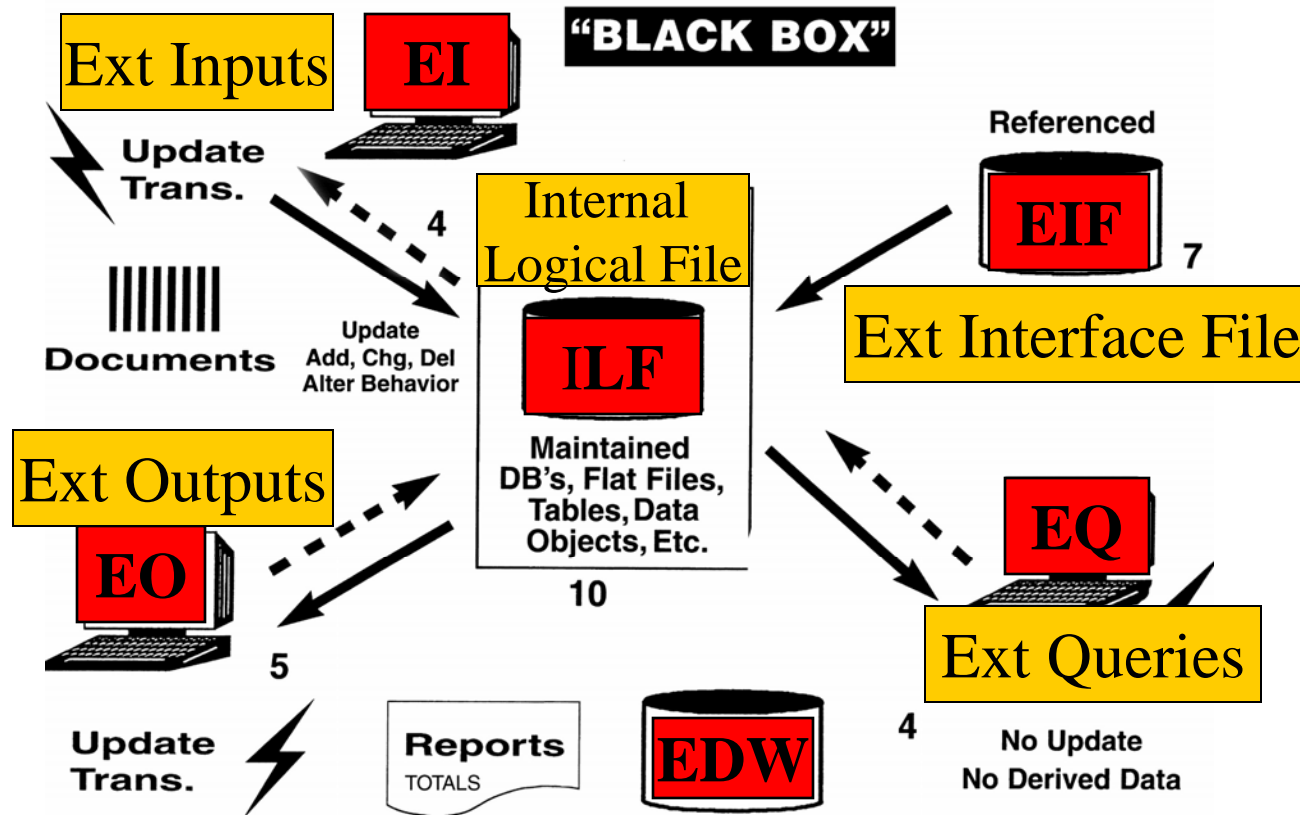 “BLACK BOX”
Ext Inputs
EI
Update
Trans.
4
Documents
Update
Add, Chg, Del
Alter Behavior
Internal
Logical File
ILF
Maintained
DB's, Flat Files,
Tables, Data
Objects, Etc.
10
Referenced
EIF
7
Ext Interface File
Ext Outputs
EO
5
Update
Trans.
Reports
TOTALS
EDW
EQ
Ext Queries
4
No Update
No Derived Data